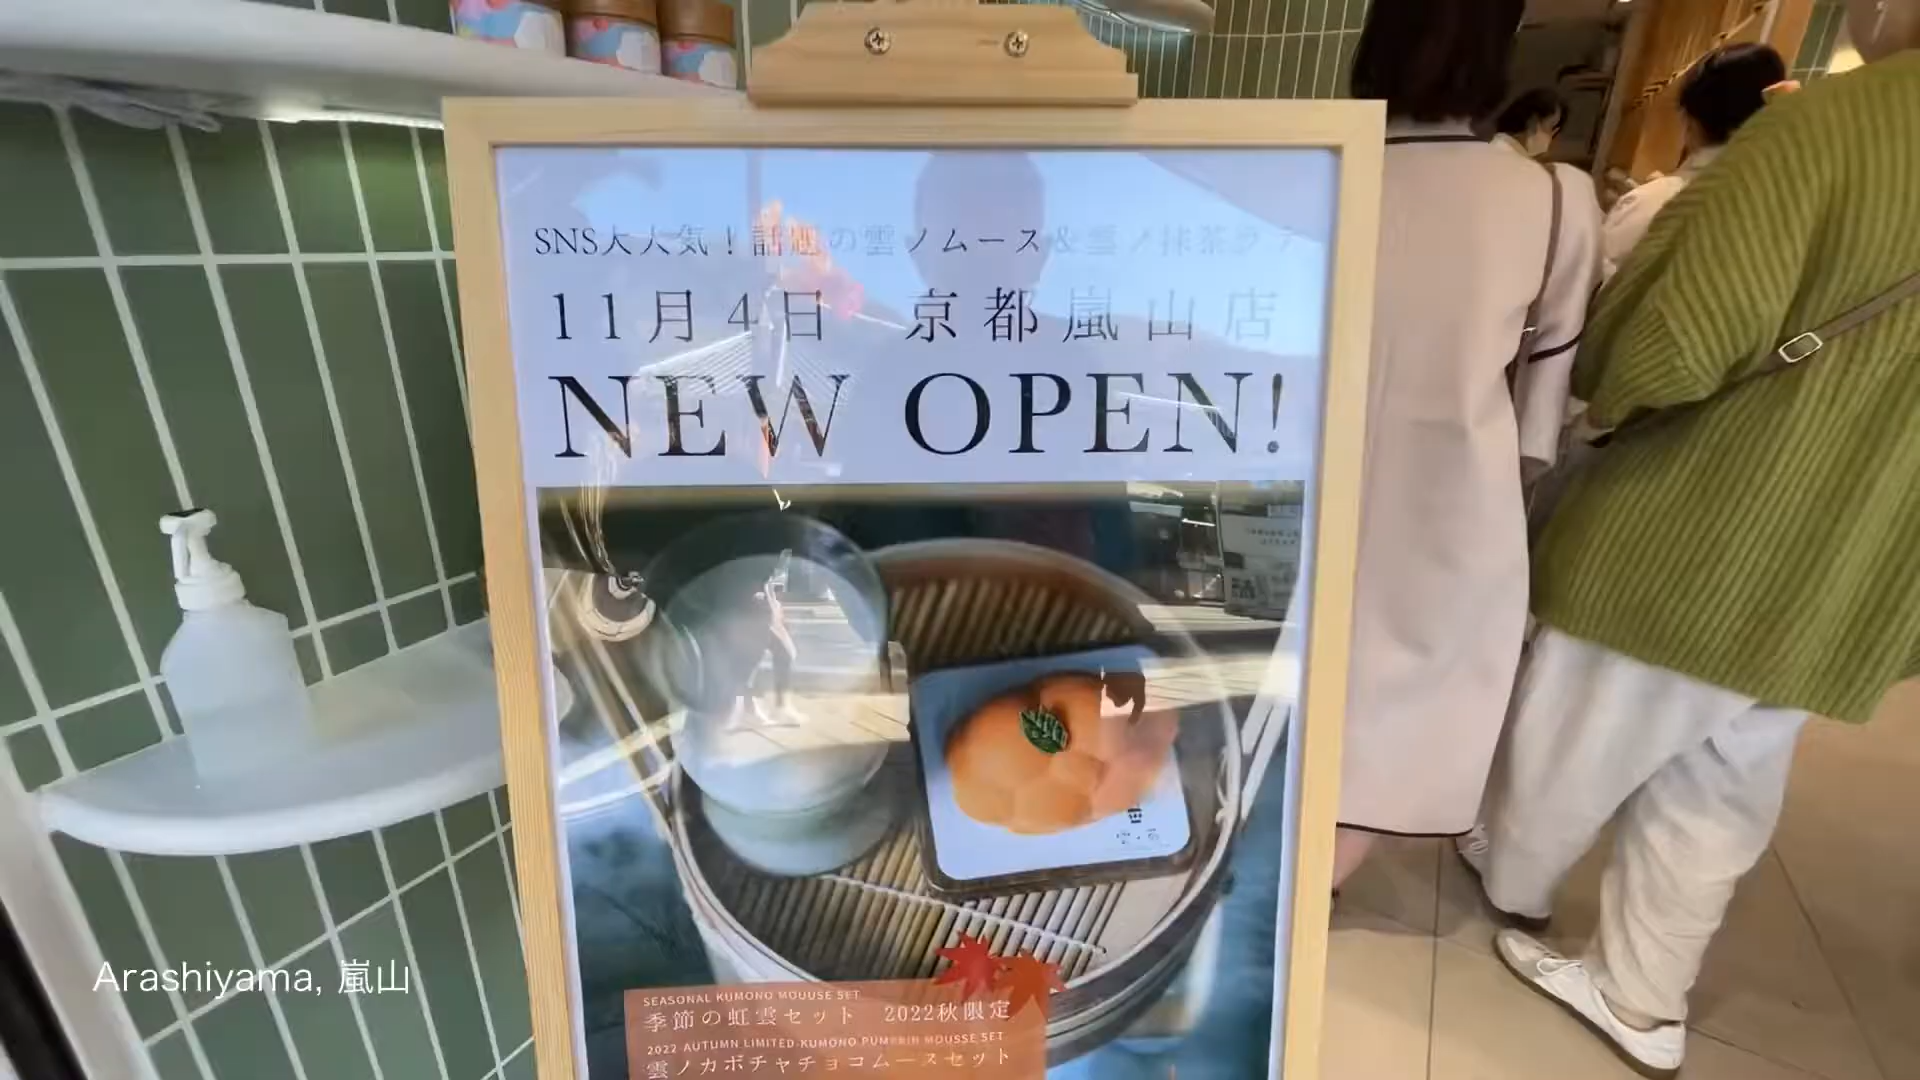 SNS大人気！話題の雲ノムース&雲ノ抹茶ラテ
11月4日 京都嵐山店
NEW OPEN!
SEASONAL KUMONO MOUUSE SET
季節の虹雲セット 2022秋限定
2022 AUTUMN LIMITED KUMONO PUMPKIN MOUSSE SET
雲ノカボチャチョコムースセット
Arashiyama, 嵐山